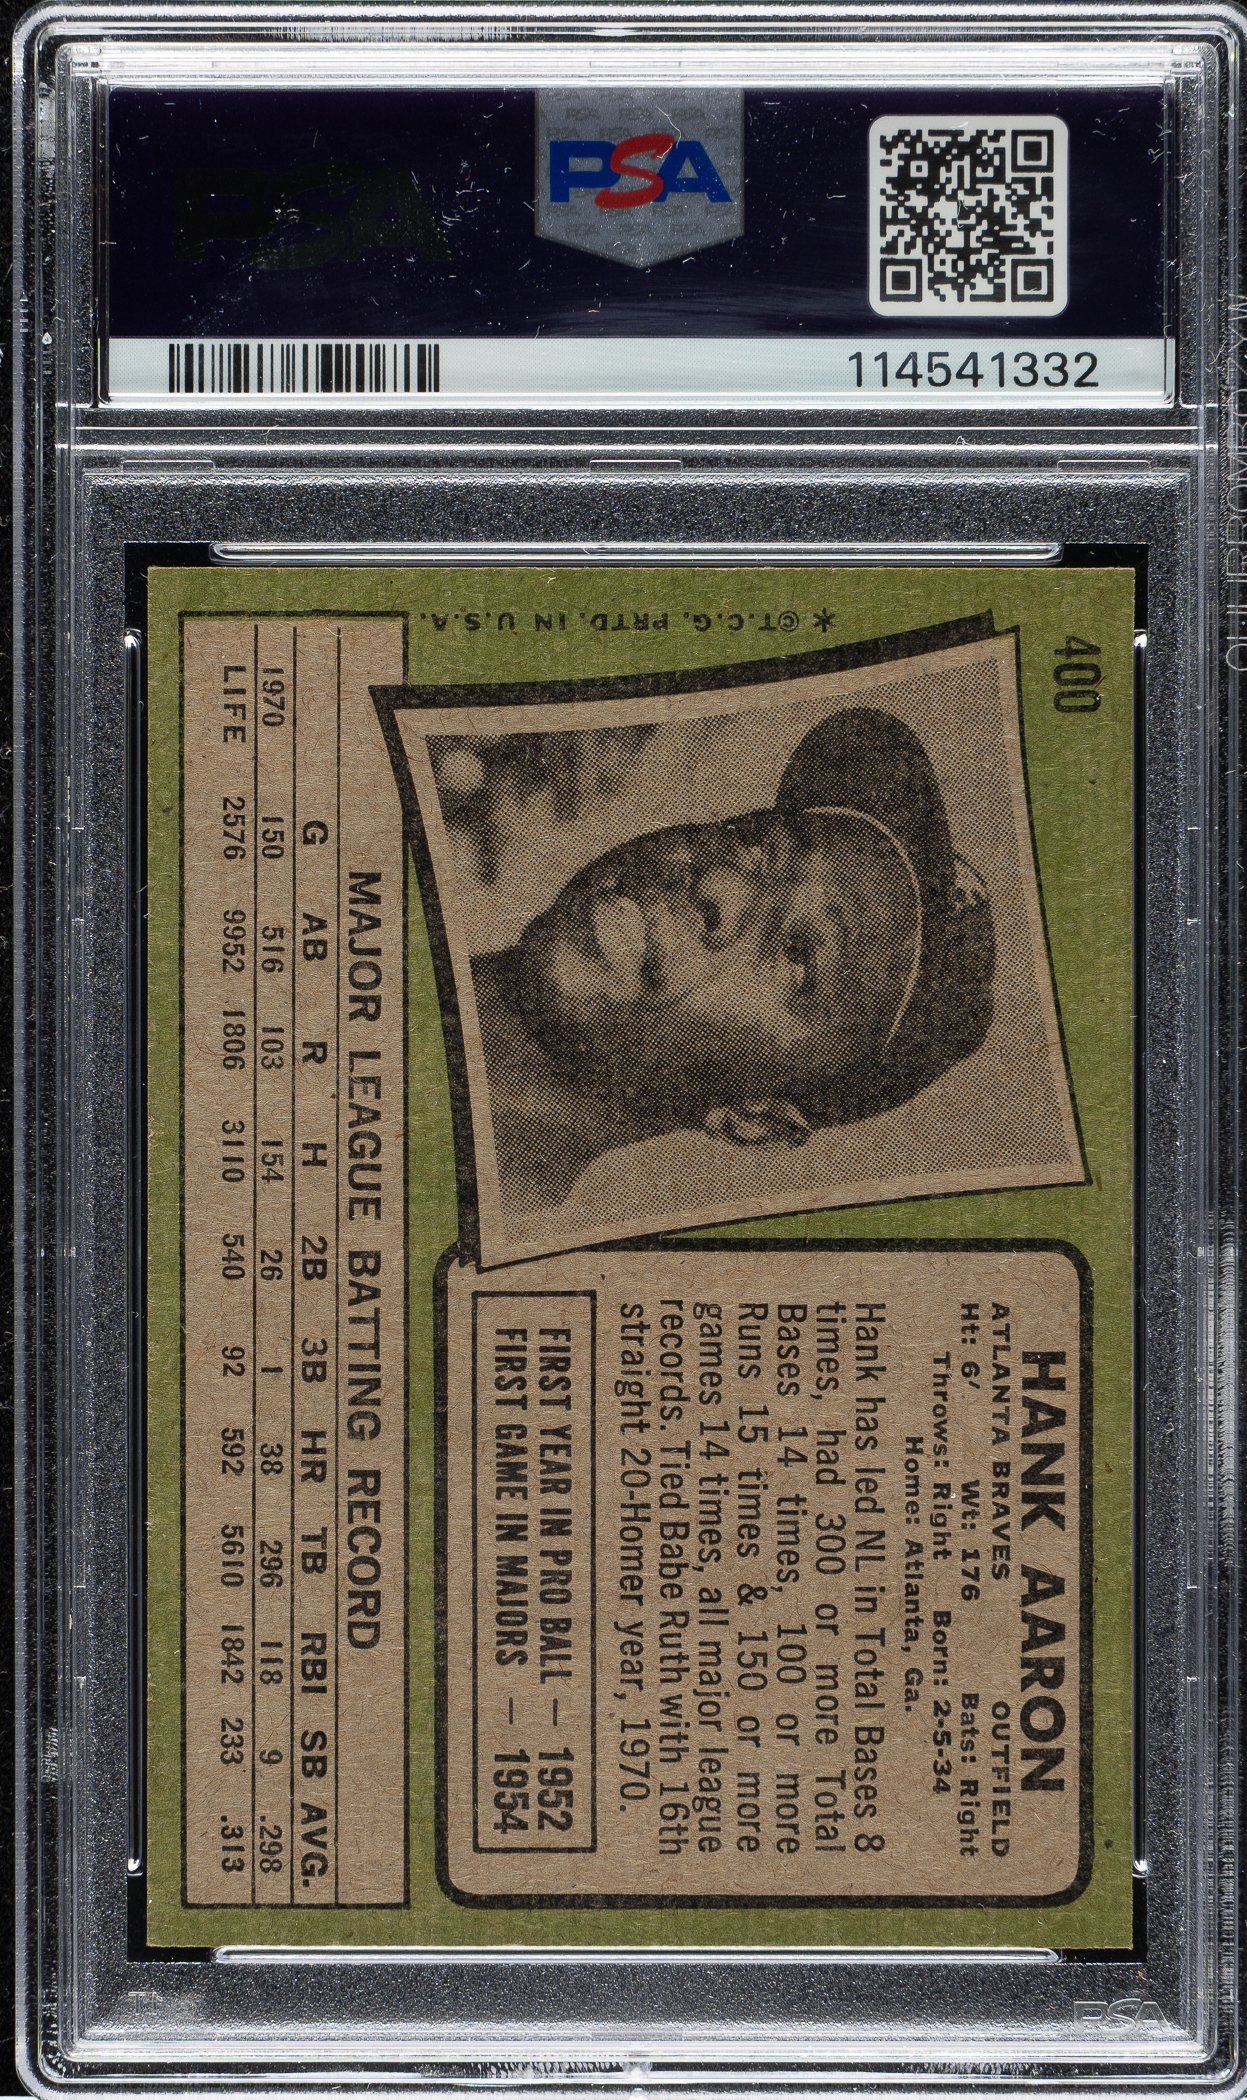 PSA
114541332
400
* ©T.C.G. PRTD. IN U.S.A.
HANK AARON
ATLANTA BRAVES OUTFIELD
Ht: 6' Wt: 176 Bats: Right
Throws: Right Born: 2-5-34
Home: Atlanta, Ga.
Hank has led NL in Total Bases 8
times, had 300 or more Total
Bases 14 times, 100 or more
Runs 15 times & 150 or more
games 14 times, all major league
records. Tied Babe Ruth with 16th
straight 20-Homer year, 1970.
FIRST YEAR IN PRO BALL — 1952
FIRST GAME IN MAJORS — 1954
MAJOR LEAGUE BATTING RECORD
G AB R H 2B 3B HR TB RBI SB AVG.
1970 150 516 103 154 26 1 38 296 118 9 .298
LIFE 2576 9952 1806 3110 540 92 592 5610 1842 233 .313
PSA